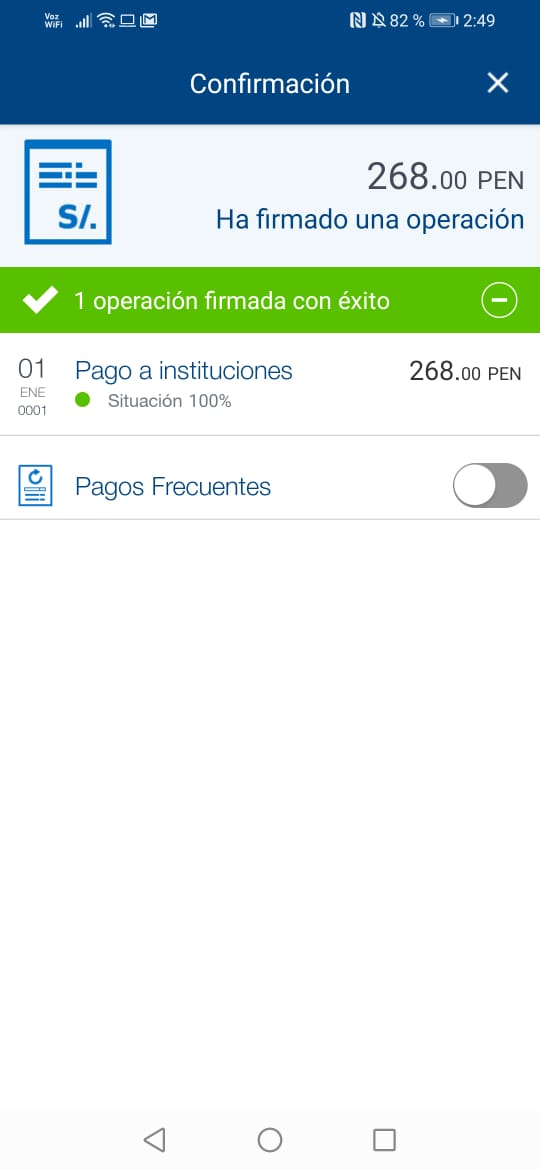 Voz WiFi 82 % 2:49
Confirmación
S/.
268.00 PEN
Ha firmado una operación
1 operación firmada con éxito
01 ENE 0001
Pago a instituciones
268.00 PEN
Situación 100%
Pagos Frecuentes